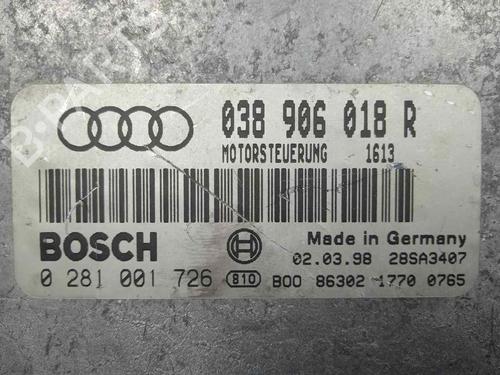 038 906 018 R
MOTORSTEUERUNG 1613
BOSCH
Made in Germany
02.03.98 28SA3407
0 281 001 726 810 B00 86302 1770 0765
B-PARTS